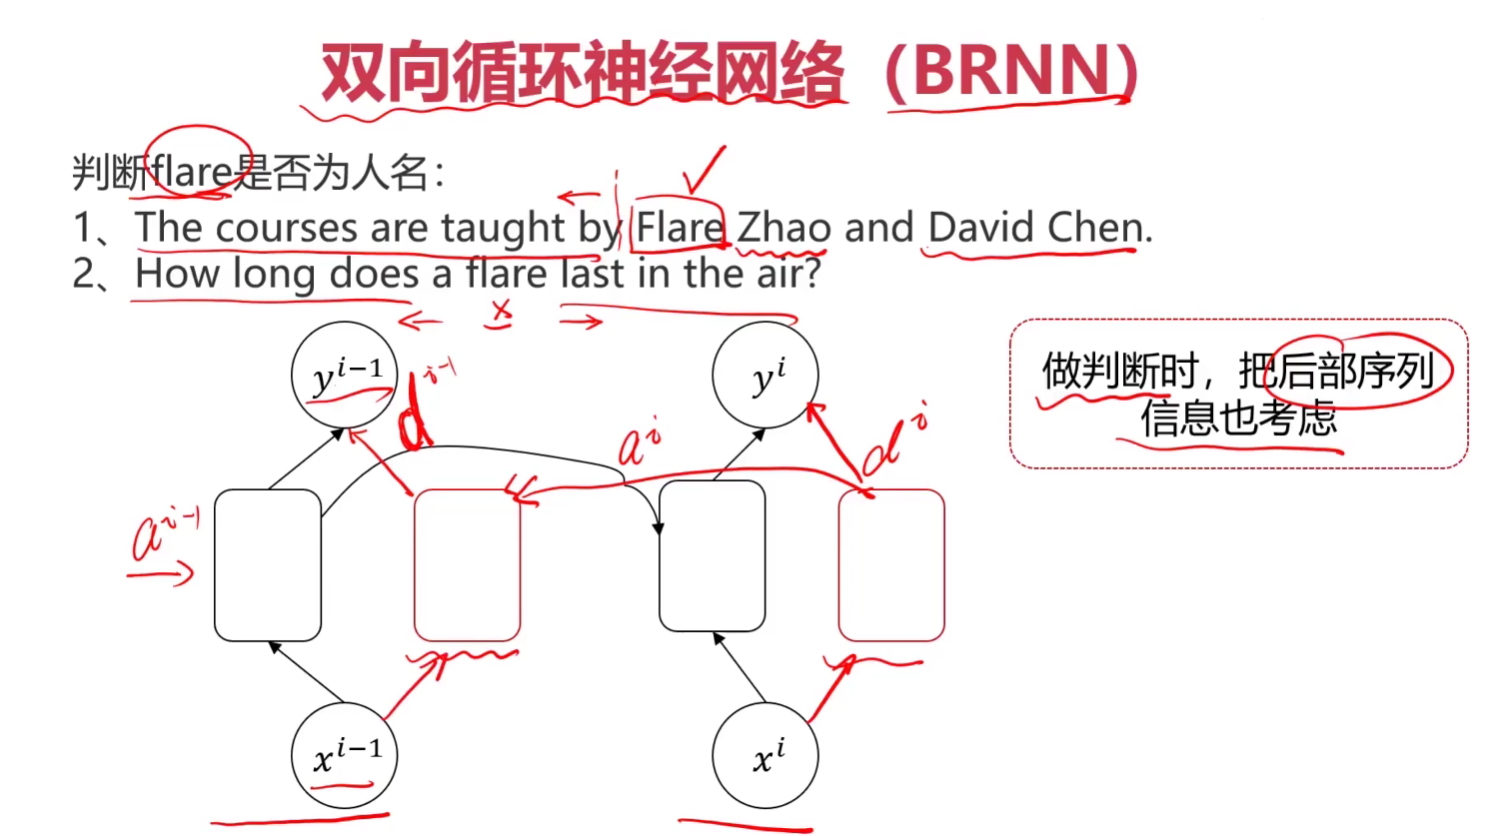 双向循环神经网络（BRNN）
判断flare是否为人名：
1、The courses are taught by Flare Zhao and David Chen.
2、How long does a flare last in the air?
做判断时，把后部序列
信息也考虑
i
x
y^{i-1}
d^{i-1}
y^i
a^i
d^i
a^{i-1}
x^{i-1}
x^i